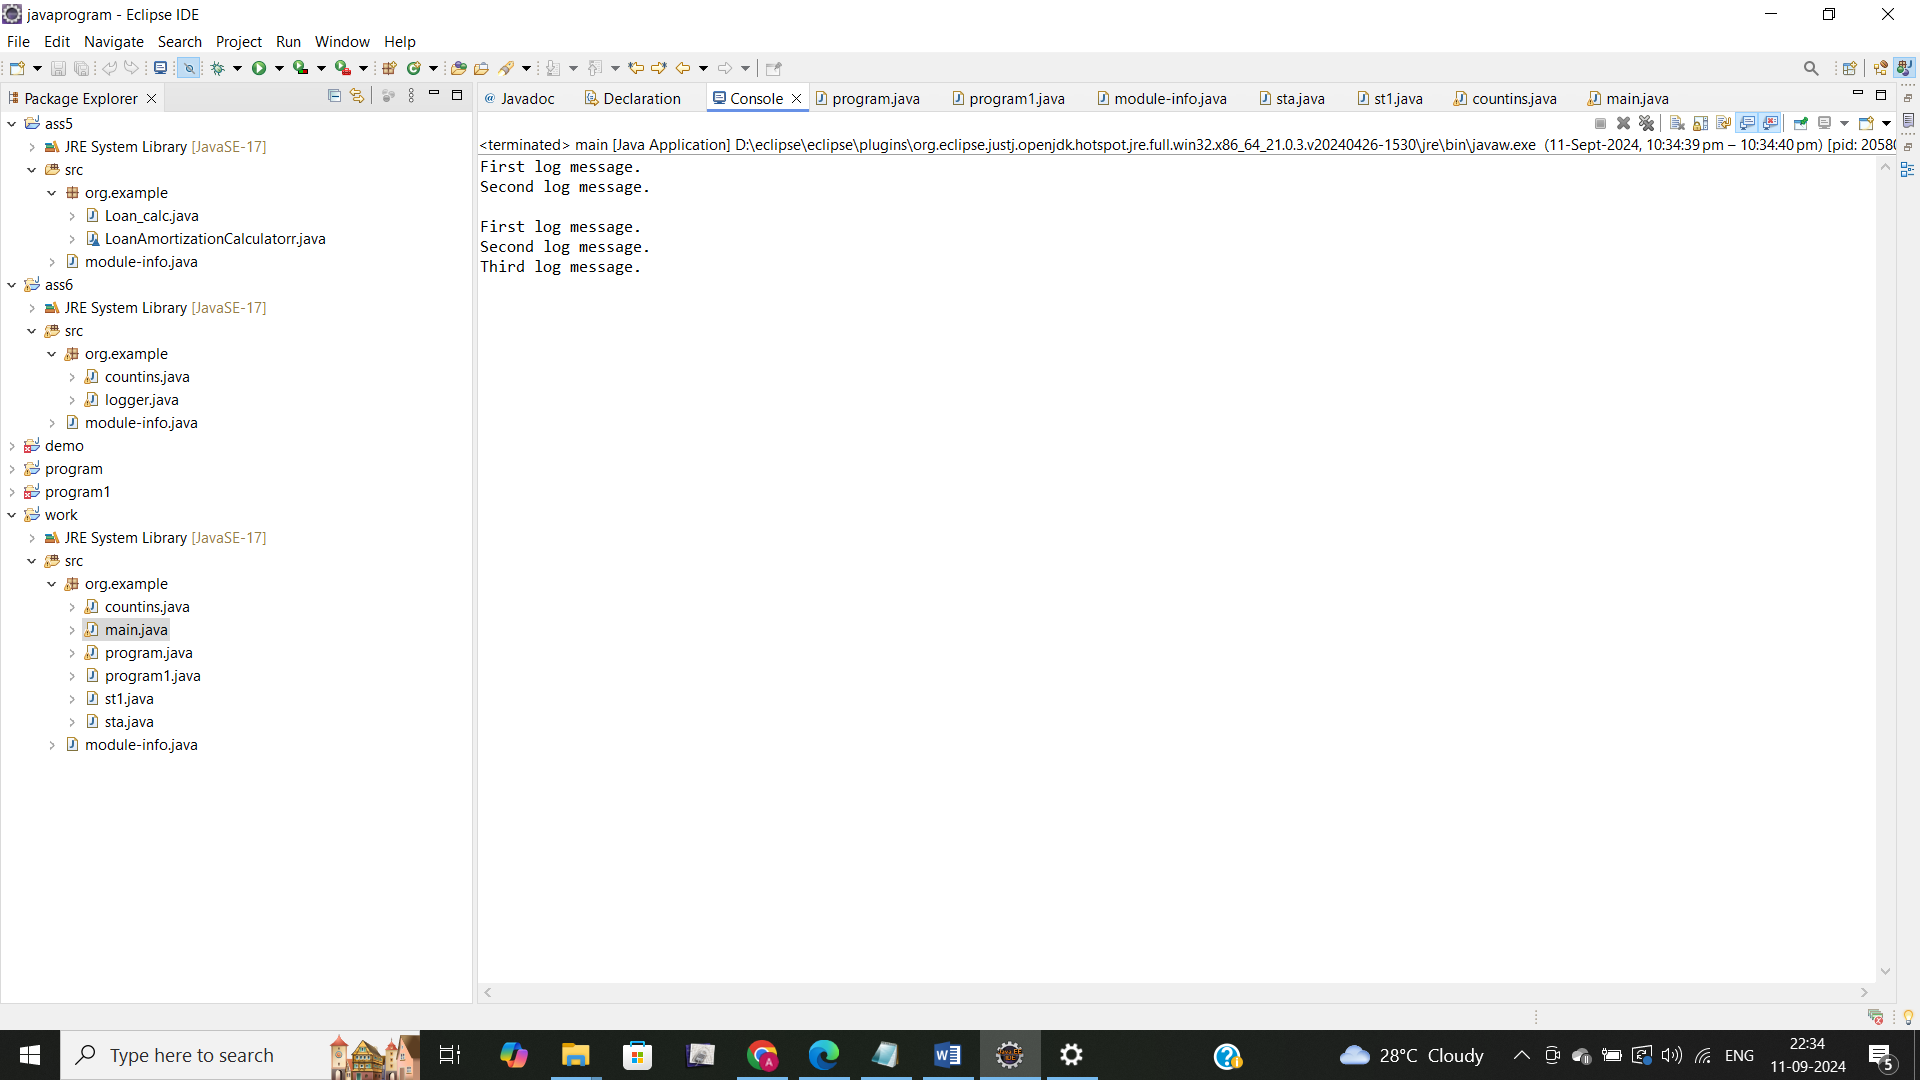 javaprogram - Eclipse IDE
File Edit Navigate Search Project Run Window Help
Package Explorer
ass5
JRE System Library [JavaSE-17]
src
org.example
Loan_calc.java
LoanAmortizationCalculatorr.java
module-info.java
ass6
JRE System Library [JavaSE-17]
src
org.example
countins.java
logger.java
module-info.java
demo
program
program1
work
JRE System Library [JavaSE-17]
src
org.example
countins.java
main.java
program.java
program1.java
st1.java
sta.java
module-info.java
@ Javadoc Declaration Console program.java program1.java module-info.java sta.java st1.java countins.java main.java
<terminated> main [Java Application] D:\eclipse\eclipse\plugins\org.eclipse.justj.openjdk.hotspot.jre.full.win32.x86_64_21.0.3.v20240426-1530\jre\bin\javaw.exe (11-Sept-2024, 10:34:39 pm – 10:34:40 pm) [pid: 20580
First log message.
Second log message.
First log message.
Second log message.
Third log message.
Type here to search
28°C Cloudy
ENG
22:34
11-09-2024
5